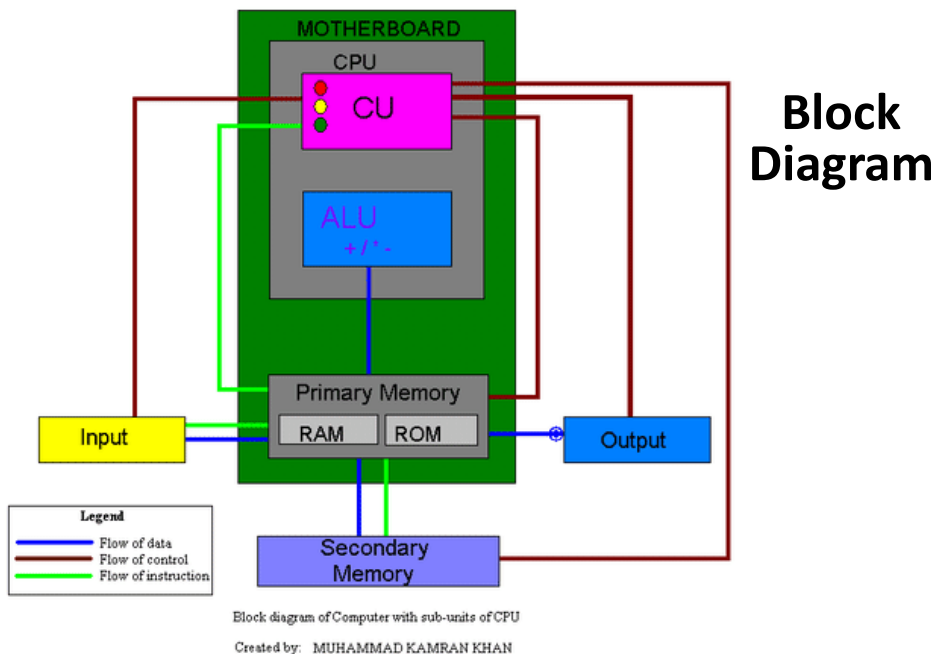 MOTHERBOARD
CPU
CU
Block
Diagram
ALU
+ / * -
Primary Memory
RAM
ROM
Input
Output
Secondary
Memory
Legend
Flow of data
Flow of control
Flow of instruction
Block diagram of Computer with sub-units of CPU
Created by: MUHAMMAD KAMRAN KHAN